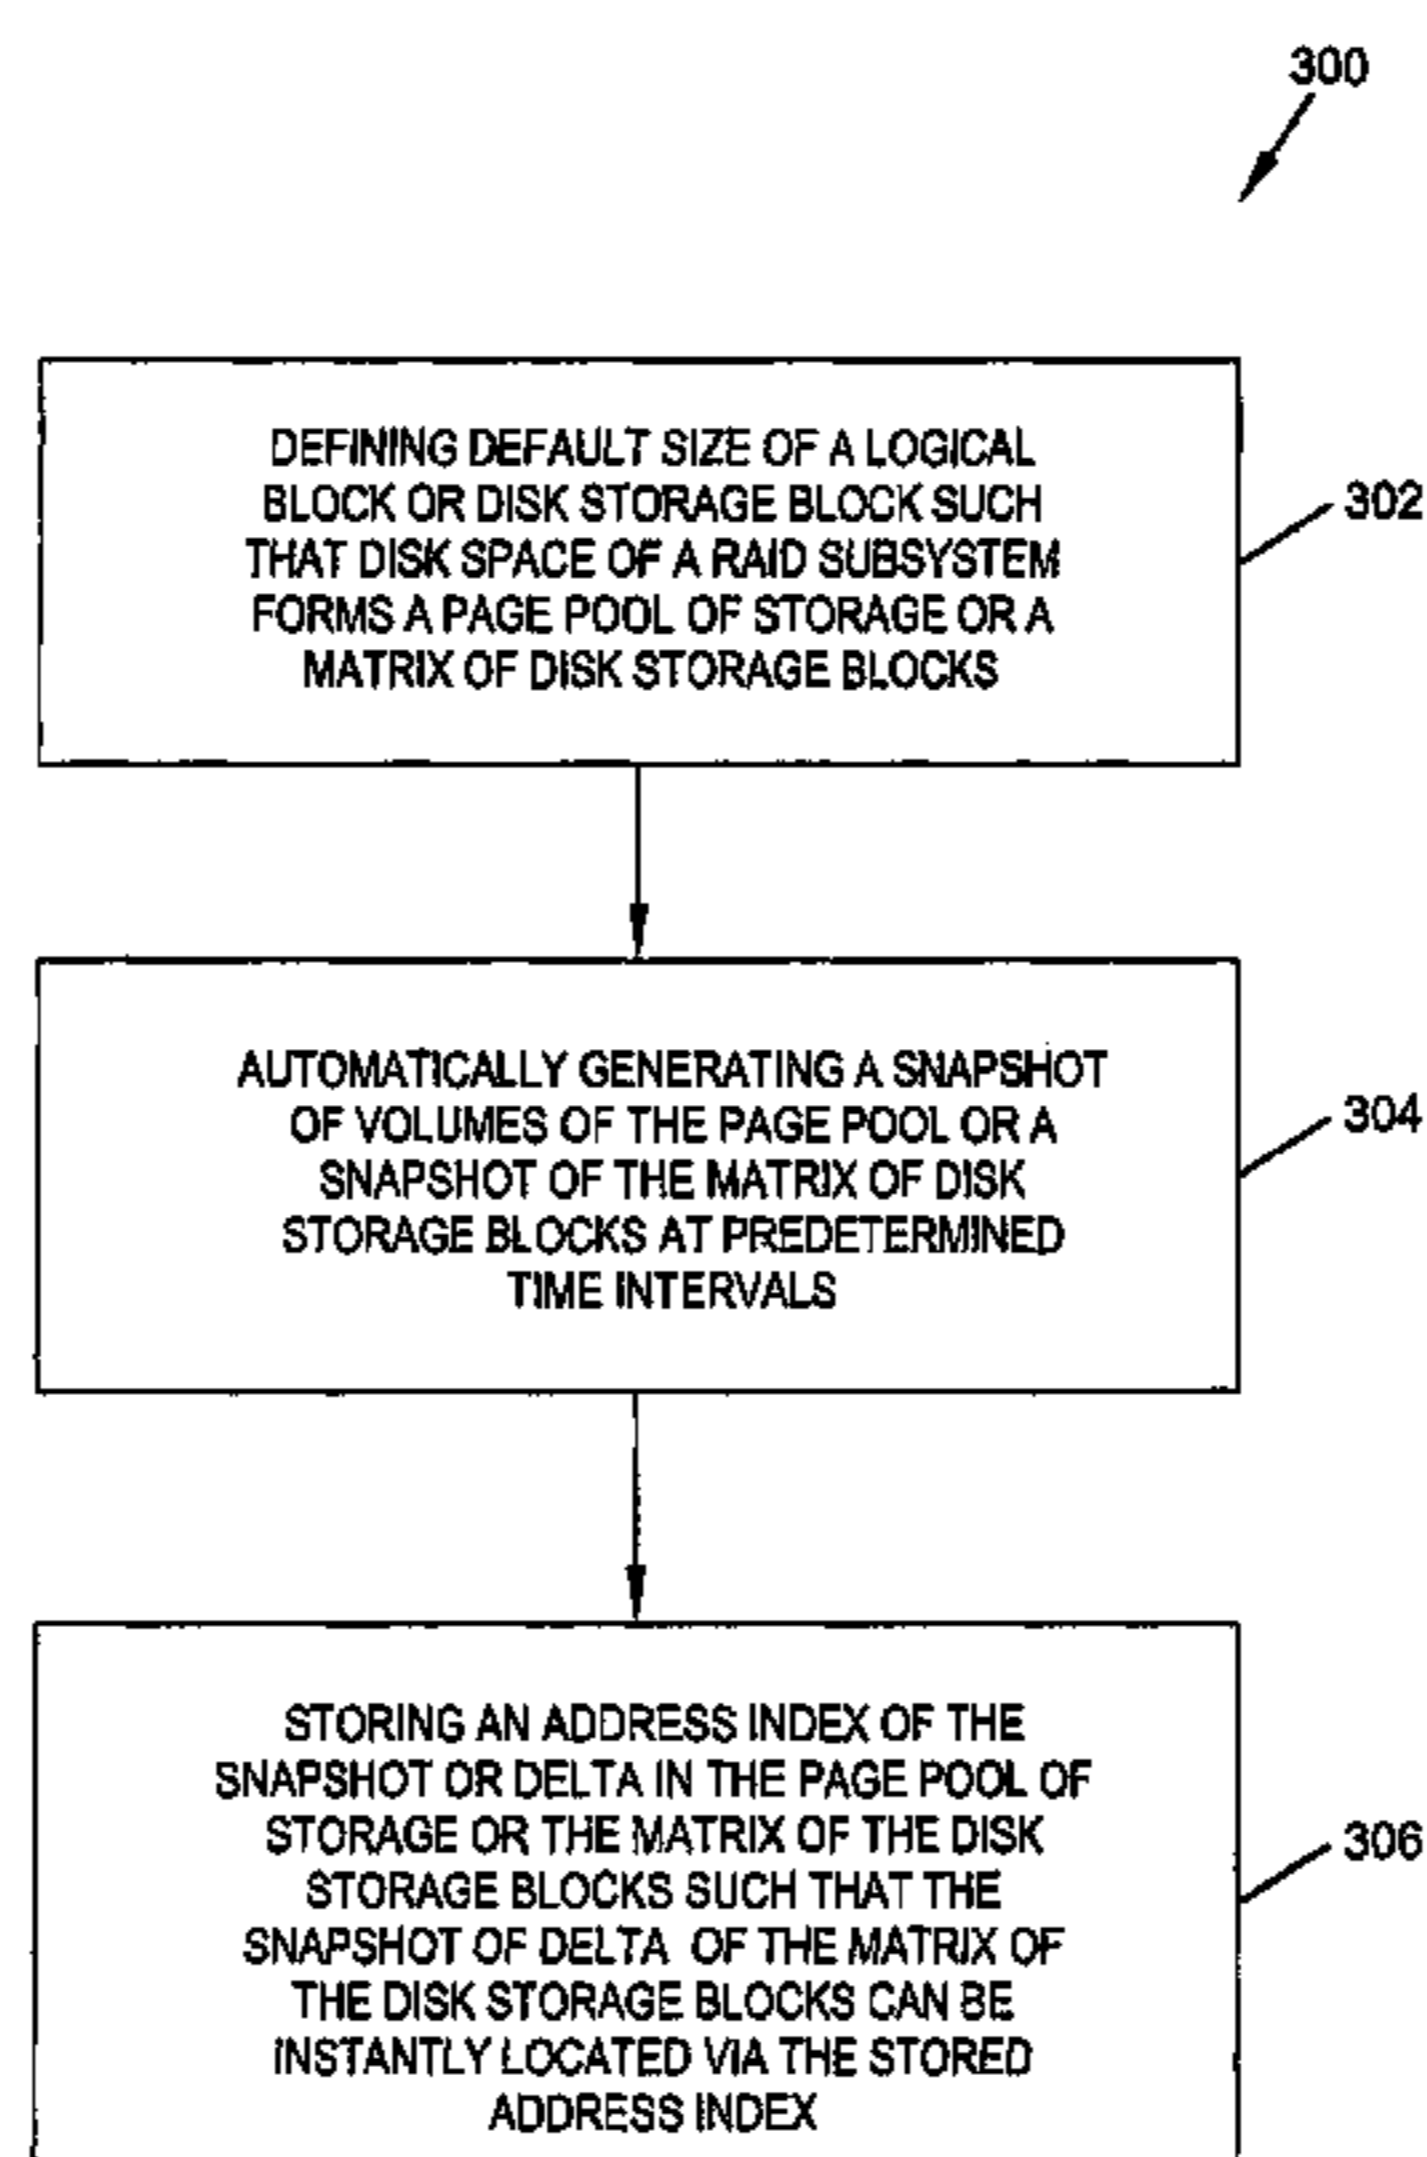 300
DEFINING DEFAULT SIZE OF A LOGICAL
BLOCK OR DISK STORAGE BLOCK SUCH
THAT DISK SPACE OF A RAID SUBSYSTEM
FORMS A PAGE POOL OF STORAGE OR A
MATRIX OF DISK STORAGE BLOCKS
302
AUTOMATICALLY GENERATING A SNAPSHOT
OF VOLUMES OF THE PAGE POOL OR A
SNAPSHOT OF THE MATRIX OF DISK
STORAGE BLOCKS AT PREDETERMINED
TIME INTERVALS
304
STORING AN ADDRESS INDEX OF THE
SNAPSHOT OR DELTA IN THE PAGE POOL OF
STORAGE OR THE MATRIX OF THE DISK
STORAGE BLOCKS SUCH THAT THE
SNAPSHOT OF DELTA OF THE MATRIX OF
THE DISK STORAGE BLOCKS CAN BE
INSTANTLY LOCATED VIA THE STORED
ADDRESS INDEX
306